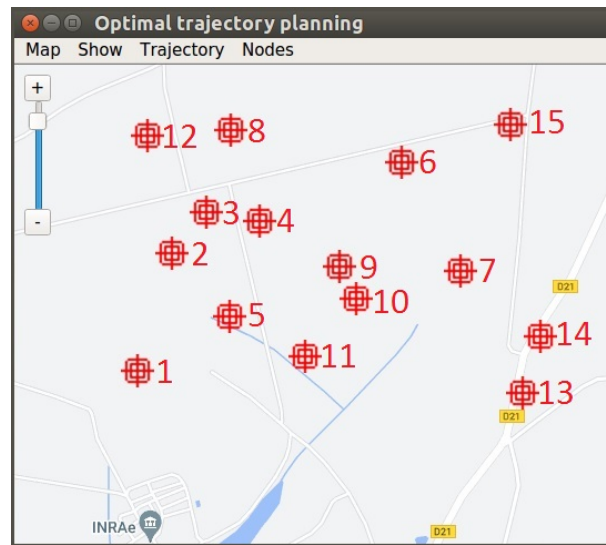 Optimal trajectory planning
Map Show Trajectory Nodes
+
-
12
8
15
6
3
4
2
9
7
10
D21
5
14
11
1
13
D21
INRAe
D21